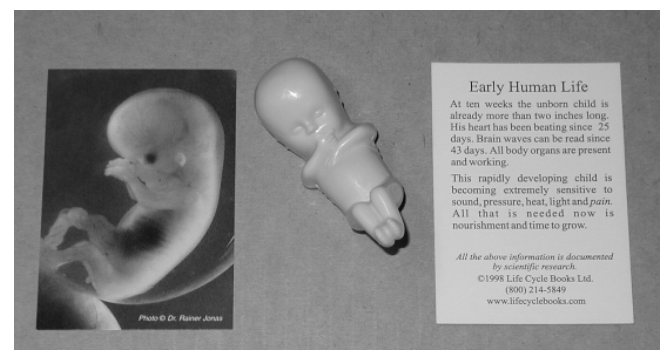 Photo © Dr. Rainer Jonas
Early Human Life
At ten weeks the unborn child is
already more than two inches long.
His heart has been beating since 25
days. Brain waves can be read since
43 days. All body organs are present
and working.
This rapidly developing child is
becoming extremely sensitive to
sound, pressure, heat, light and pain.
All that is needed now is
nourishment and time to grow.
All the above information is documented
by scientific research.
©1998 Life Cycle Books Ltd.
(800) 214-5849
www.lifecyclebooks.com